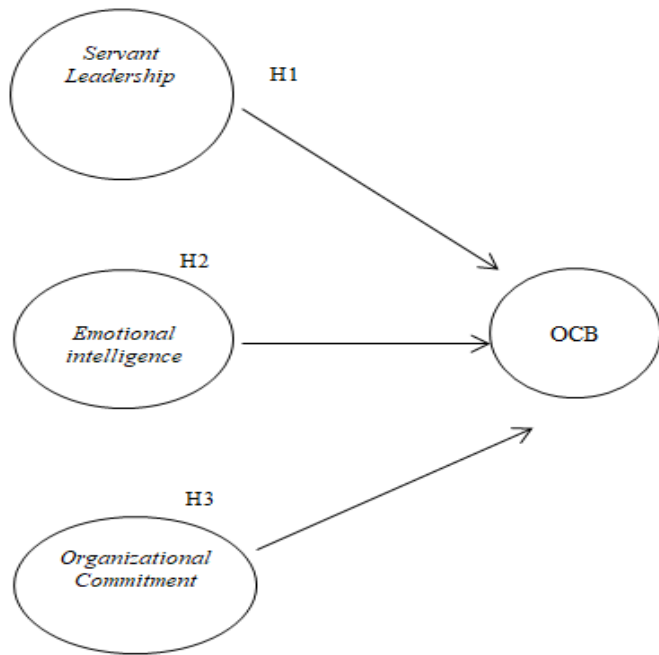 Servant
Leadership
H1
H2
Emotional
intelligence
OCB
H3
Organizational
Commitment